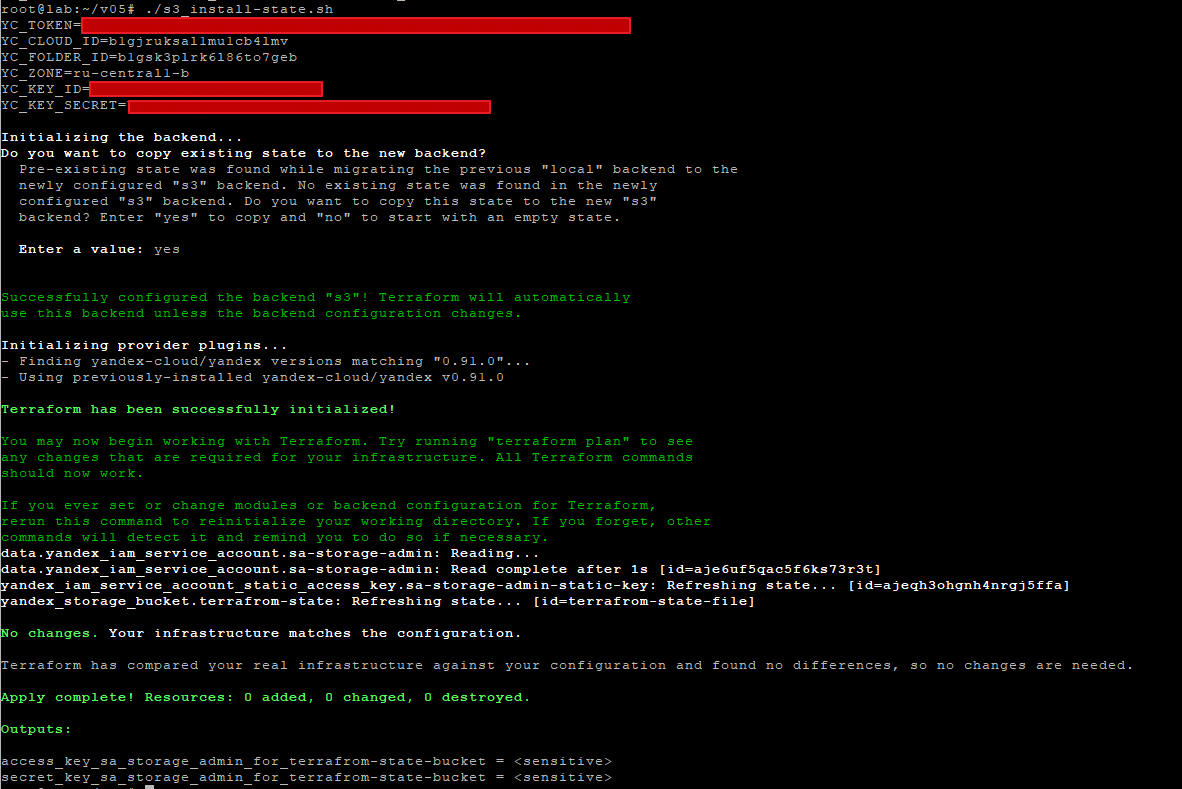 root@lab:~/v05# ./s3_install-state.sh
YC_TOKEN=
YC_CLOUD_ID=b1gjruksallmulcb4lmv
YC_FOLDER_ID=b1gsk3plrk6l86to7geb
YC_ZONE=ru-central1-b
YC_KEY_ID=
YC_KEY_SECRET=
Initializing the backend...
Do you want to copy existing state to the new backend?
Pre-existing state was found while migrating the previous "local" backend to the
newly configured "s3" backend. No existing state was found in the newly
configured "s3" backend. Do you want to copy this state to the new "s3"
backend? Enter "yes" to copy and "no" to start with an empty state.
Enter a value: yes
Successfully configured the backend "s3"! Terraform will automatically
use this backend unless the backend configuration changes.
Initializing provider plugins...
- Finding yandex-cloud/yandex versions matching "0.91.0"...
- Using previously-installed yandex-cloud/yandex v0.91.0
Terraform has been successfully initialized!
You may now begin working with Terraform. Try running "terraform plan" to see
any changes that are required for your infrastructure. All Terraform commands
should now work.
If you ever set or change modules or backend configuration for Terraform,
rerun this command to reinitialize your working directory. If you forget, other
commands will detect it and remind you to do so if necessary.
data.yandex_iam_service_account.sa-storage-admin: Reading...
data.yandex_iam_service_account.sa-storage-admin: Read complete after 1s [id=aje6uf5qac5f6ks73r3t]
yandex_iam_service_account_static_access_key.sa-storage-admin-static-key: Refreshing state... [id=ajeqh3ohgnh4nrgj5ffa]
yandex_storage_bucket.terrafrom-state: Refreshing state... [id=terrafrom-state-file]
No changes. Your infrastructure matches the configuration.
Terraform has compared your real infrastructure against your configuration and found no differences, so no changes are needed.
Apply complete! Resources: 0 added, 0 changed, 0 destroyed.
Outputs:
access_key_sa_storage_admin_for_terrafrom-state-bucket = <sensitive>
secret_key_sa_storage_admin_for_terrafrom-state-bucket = <sensitive>